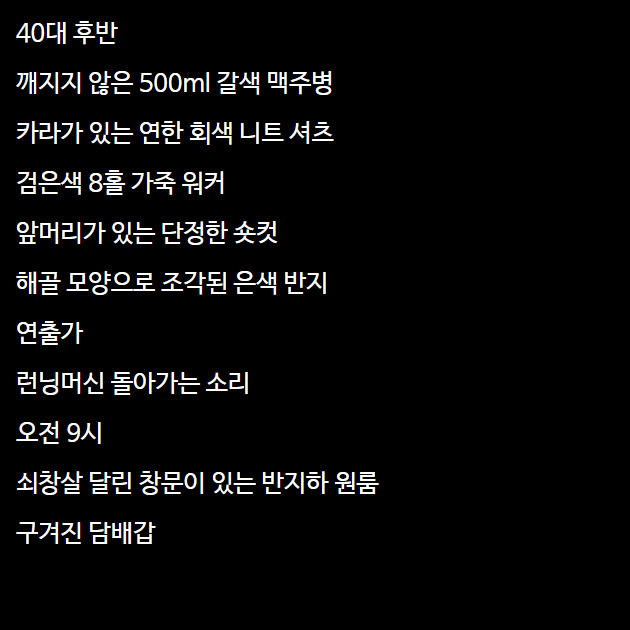 40대 후반
깨지지 않은 500ml 갈색 맥주병
카라가 있는 연한 회색 니트 셔츠
검은색 8홀 가죽 워커
앞머리가 있는 단정한 숏컷
해골 모양으로 조각된 은색 반지
연출가
런닝머신 돌아가는 소리
오전 9시
쇠창살 달린 창문이 있는 반지하 원룸
구겨진 담배갑